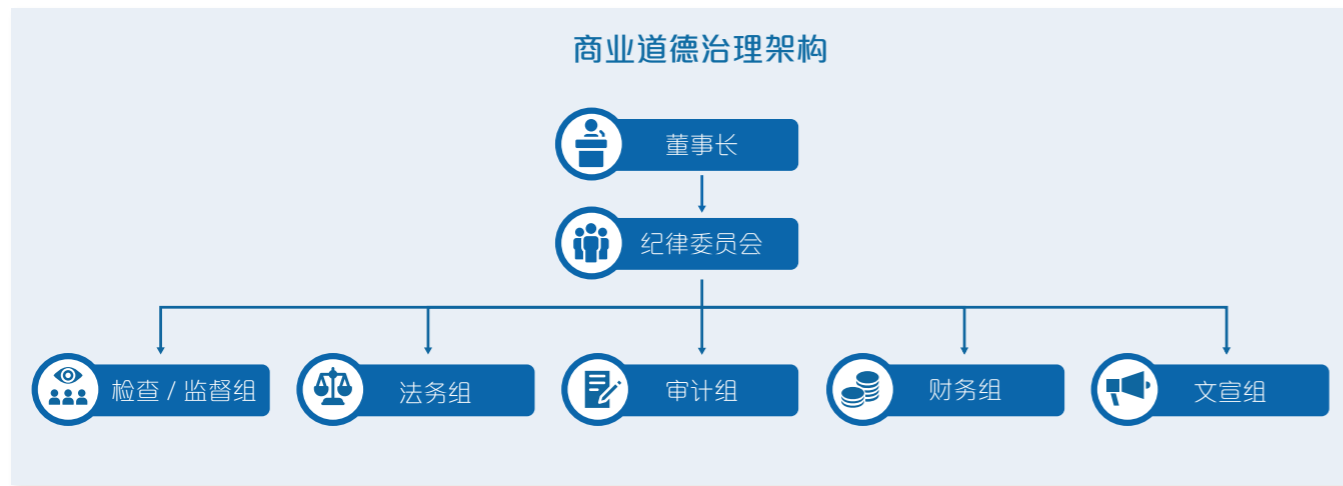 商业道德治理架构
董事长
纪律委员会
检查 / 监督组
法务组
审计组
财务组
文宣组